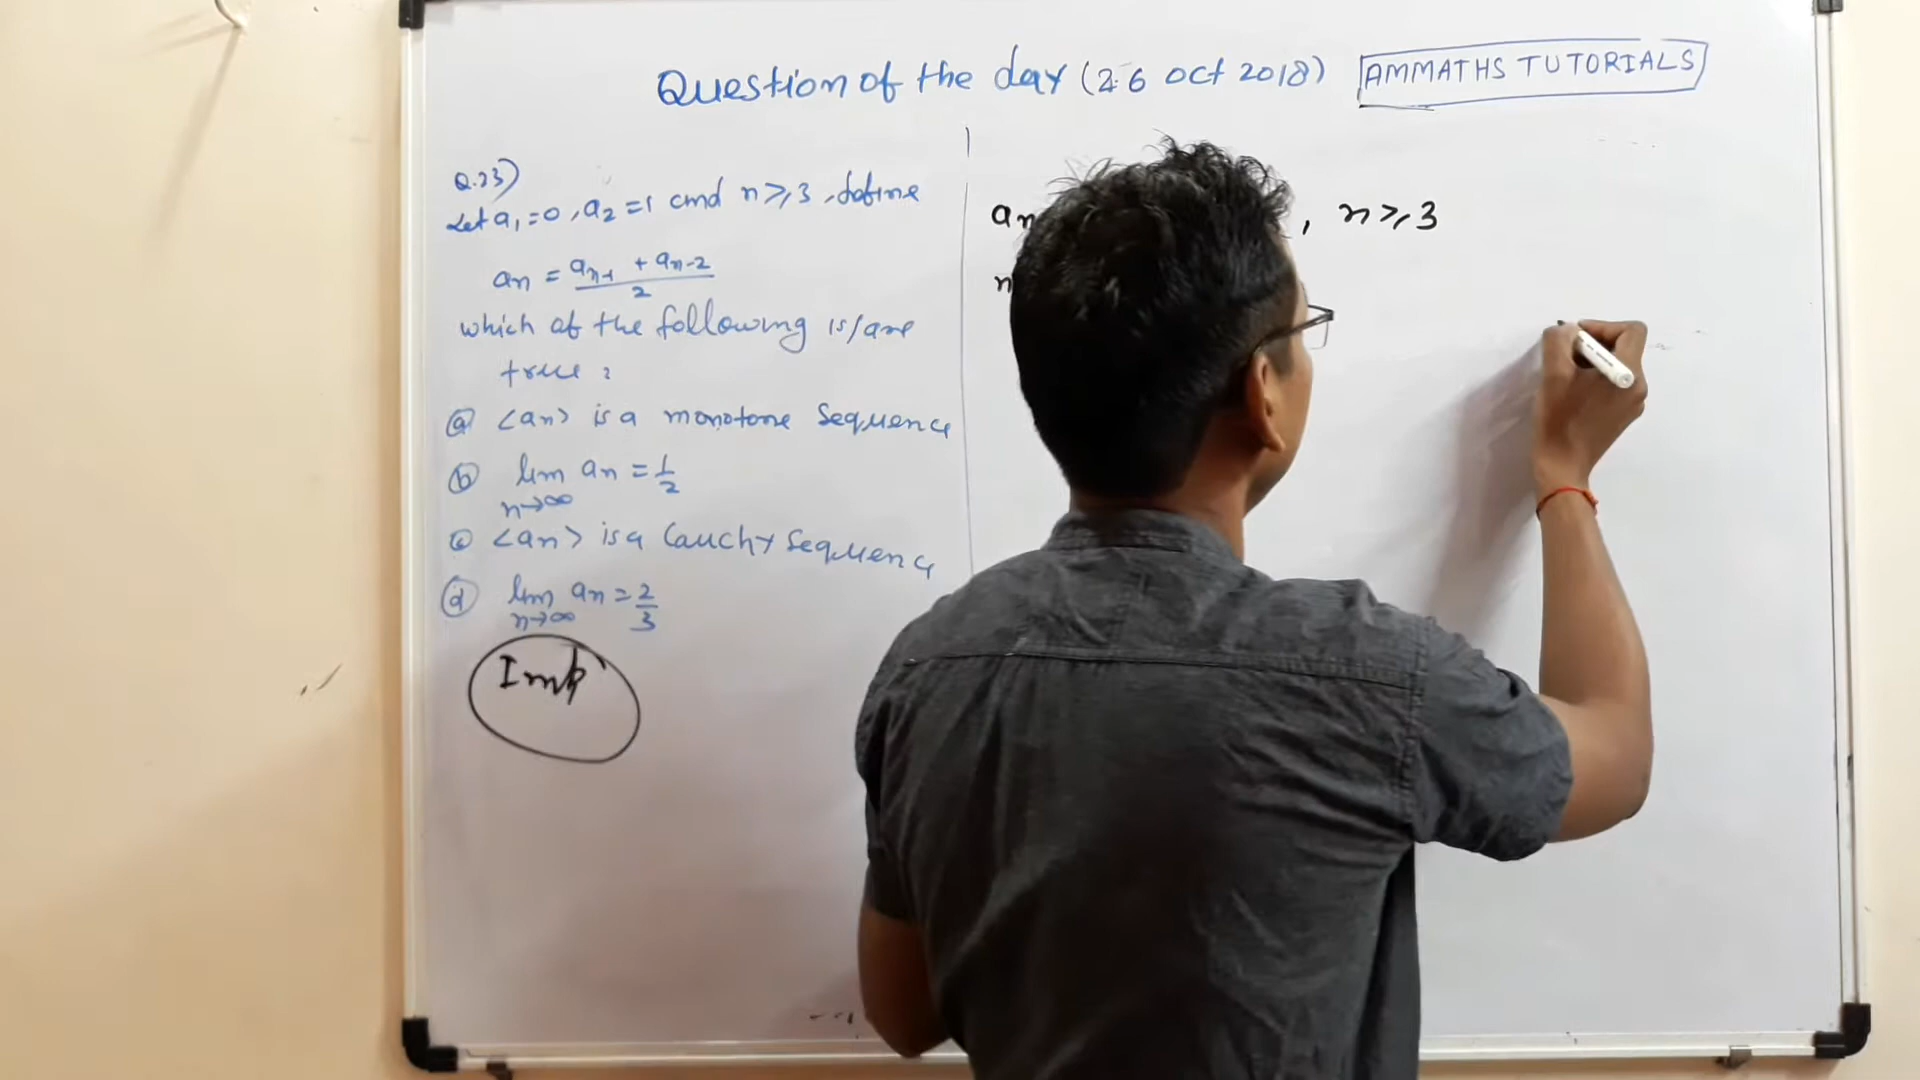 Question of the day (26 Oct 2018) AMMATHS TUTORIALS
Q.23)
Let a₁=0, a₂=1 and n≥3, define
an = an-1 + an-2 / 2
which of the following is/are
true :
(a) <an> is a monotone sequence
(b) lim n→∞ an = 1/2
(c) <an> is a Cauchy sequence
(d) lim n→∞ an = 2/3
Imp
an , n≥3
n